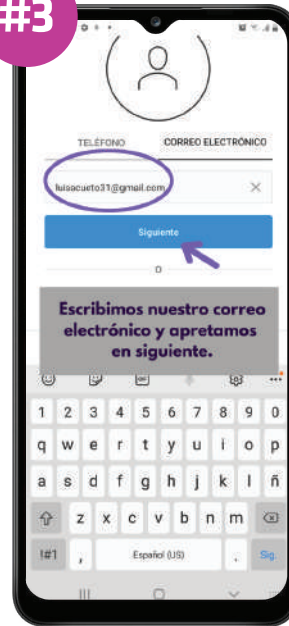 #3
TELÉFONO CORREO ELECTRÓNICO
luisacueto31@gmail.com
Siguiente
O
Escribimos nuestro correo
electrónico y apretamos
en siguiente.
GIF
1 2 3 4 5 6 7 8 9 0
q w e r t y u i o p
a s d f g h j k l ñ
z x c v b n m
!#1 , Español (US) . Sig.